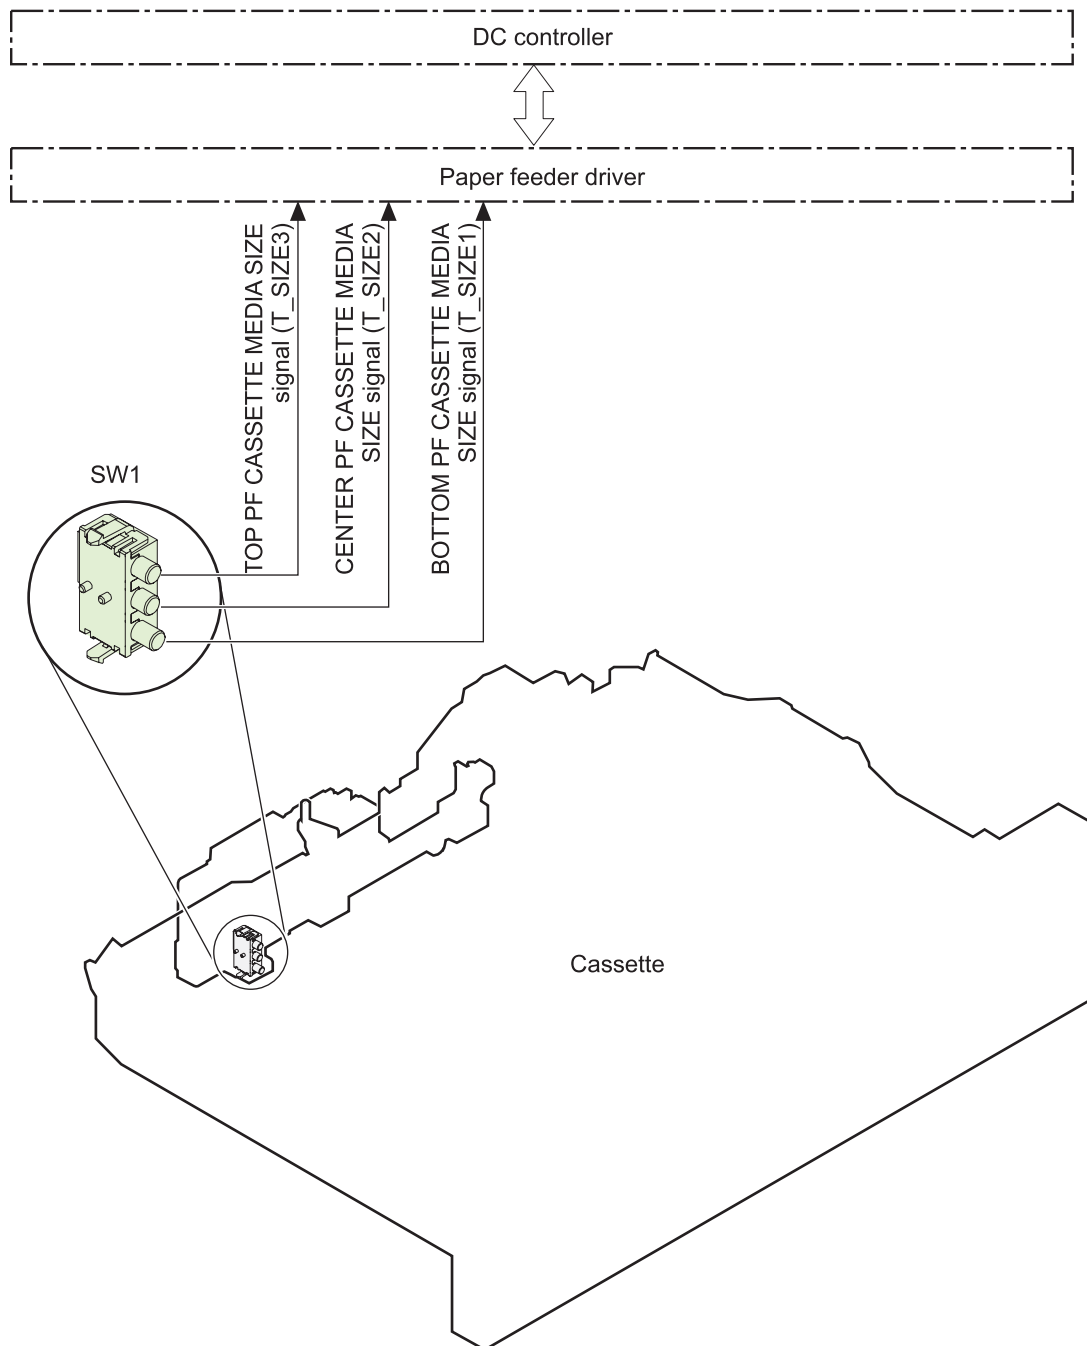 DC controller
Paper feeder driver
TOP PF CASSETTE MEDIA SIZE
signal (T_SIZE3)
CENTER PF CASSETTE MEDIA
SIZE signal (T_SIZE2)
BOTTOM PF CASSETTE MEDIA
SIZE signal (T_SIZE1)
SW1
Cassette